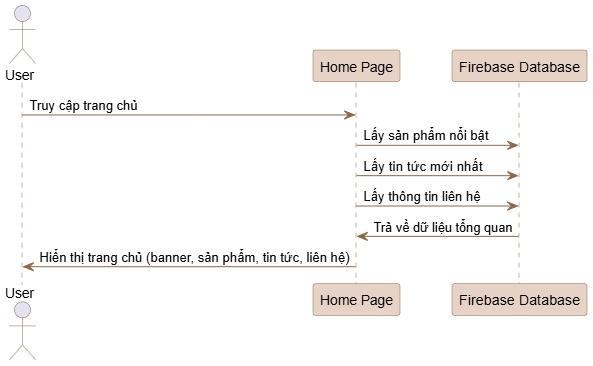 User
Home Page
Firebase Database
Truy cập trang chủ
Lấy sản phẩm nổi bật
Lấy tin tức mới nhất
Lấy thông tin liên hệ
Trả về dữ liệu tổng quan
Hiển thị trang chủ (banner, sản phẩm, tin tức, liên hệ)
User
Home Page
Firebase Database